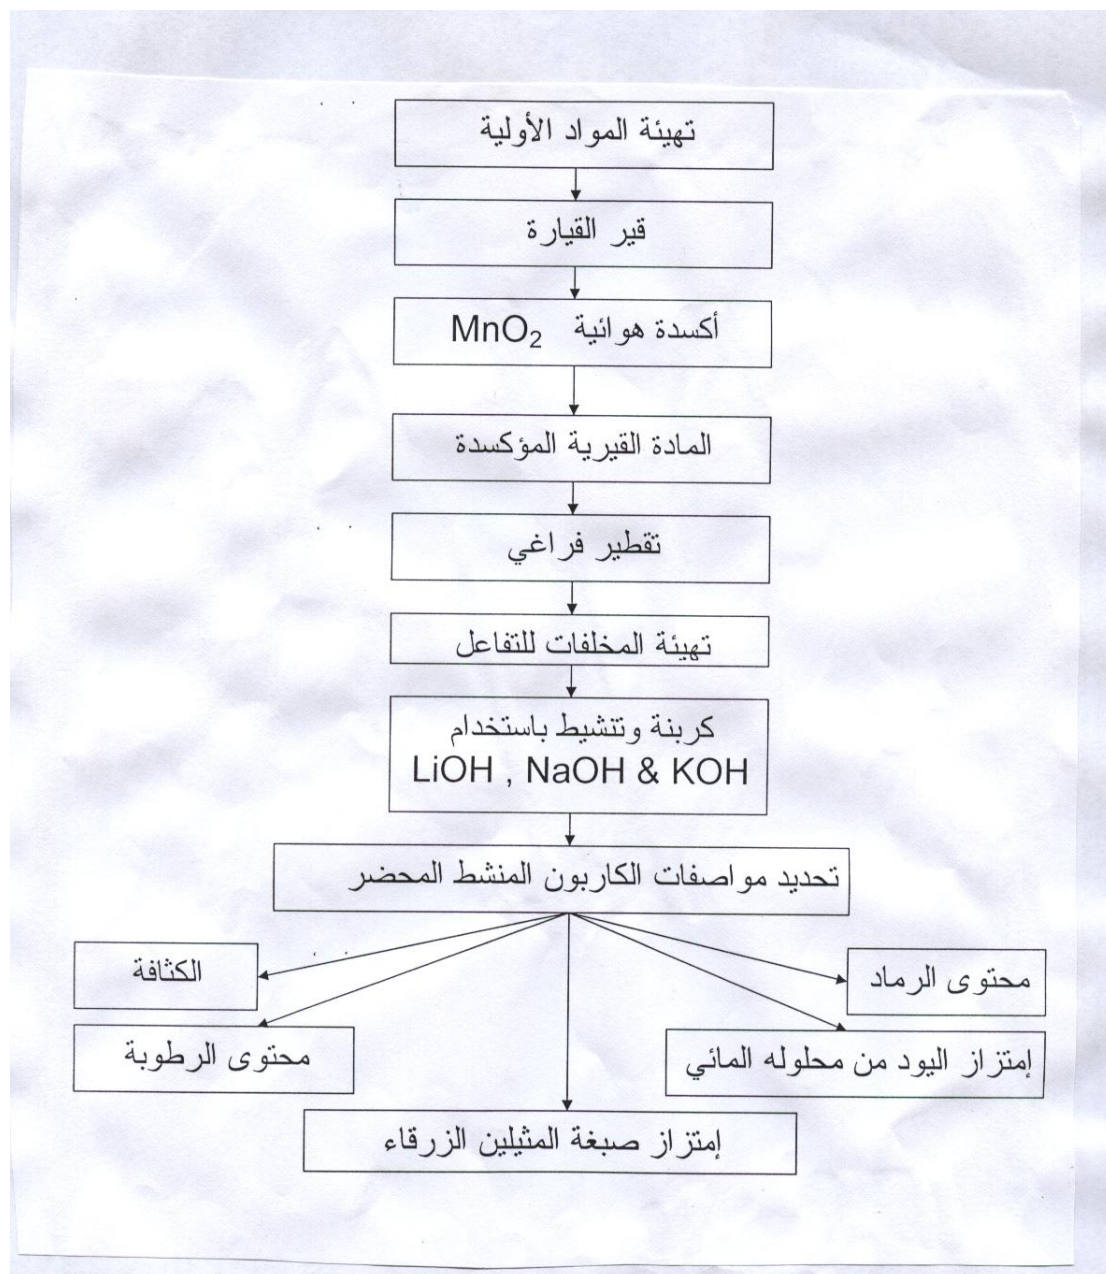 تهيئة المواد الأولية
قير القيارة
أكسدة هوائية MnO₂
المادة القيرية المؤكسدة
تقطير فراغي
تهيئة المخلفات للتفاعل
كربنة وتنشيط باستخدام
LiOH , NaOH & KOH
تحديد مواصفات الكاربون المنشط المحضر
محتوى الرماد
الكثافة
إمتزاز اليود من محلوله المائي
محتوى الرطوبة
إمتزاز صبغة المثيلين الزرقاء